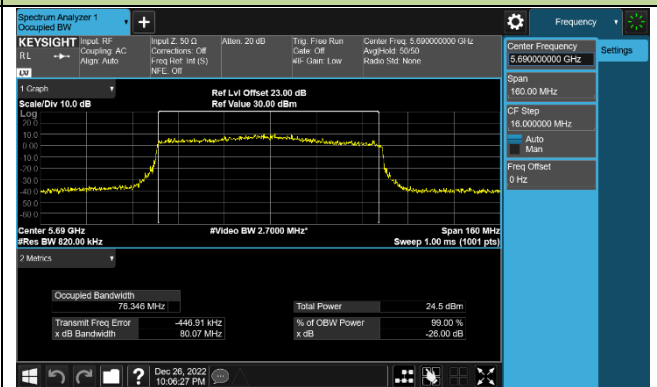 Spectrum Analyzer 1
Occupied BW
Frequency
KEYSIGHT
RL
Input: RF
Coupling: AC
Align: Auto
Input Z: 50 Ω
Corrections: Off
Freq Ref: Int (S)
NFE: Off
Atten: 20 dB
Trig: Free Run
Gate: Off
#IF Gain: Low
Center Freq: 5.690000000 GHz
Avg|Hold: 50/50
Radio Std: None
LXI
Center Frequency
5.690000000 GHz
Settings
Span
160.00 MHz
CF Step
16.000000 MHz
Auto
Man
Freq Offset
0 Hz
1 Graph
Scale/Div 10.0 dB
Ref Lvl Offset 23.00 dB
Ref Value 30.00 dBm
Log
20.0
10.0
0.00
-10.0
-20.0
-30.0
-40.0
-50.0
-60.0
Center 5.69 GHz
#Video BW 2.7000 MHz*
Span 160 MHz
#Res BW 820.00 kHz
Sweep 1.00 ms (1001 pts)
2 Metrics
Occupied Bandwidth
76.346 MHz
Total Power
24.5 dBm
Transmit Freq Error
-446.91 kHz
% of OBW Power
99.00 %
x dB Bandwidth
80.07 MHz
x dB
-26.00 dB
?
Dec 26, 2022
10:06:27 PM